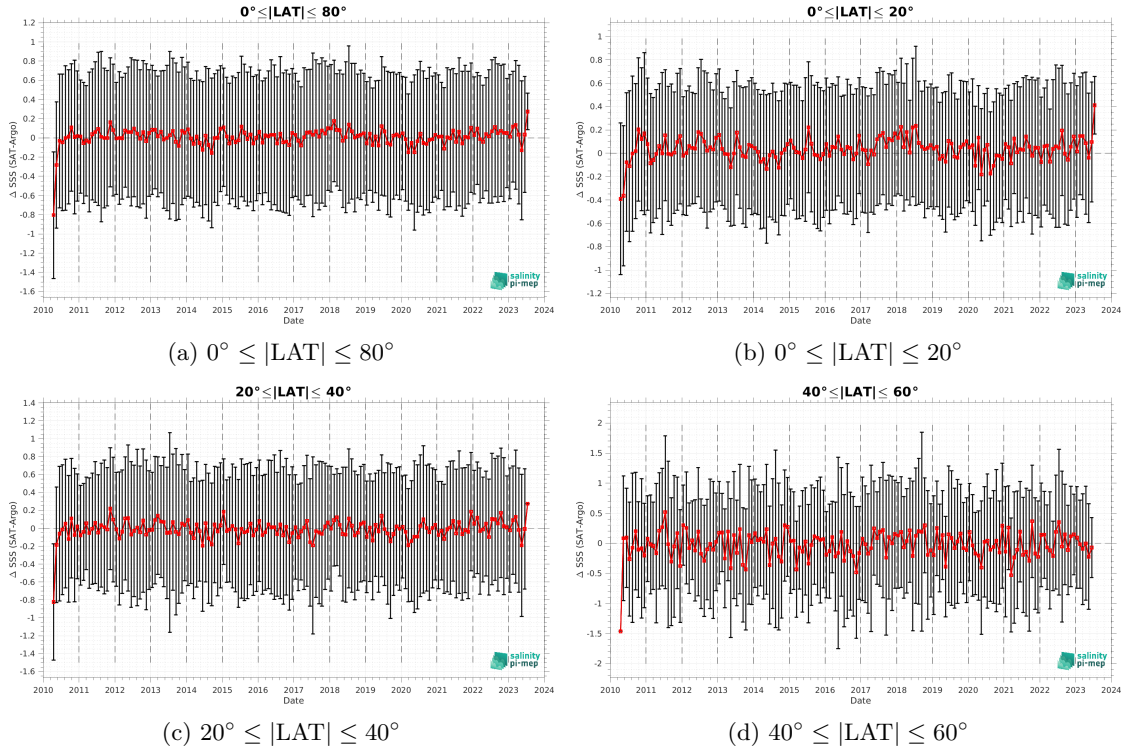 0°≤|LAT|≤ 80°
Δ SSS (SAT-Argo)
1.2
1
0.8
0.6
0.4
0.2
0
-0.2
-0.4
-0.6
-0.8
-1
-1.2
-1.4
-1.6
salinity
pi-mep
2010 2011 2012 2013 2014 2015 2016 2017 2018 2019 2020 2021 2022 2023 2024
Date
(a) 0° ≤ |LAT| ≤ 80°
0°≤|LAT|≤ 20°
Δ SSS (SAT-Argo)
1
0.8
0.6
0.4
0.2
0
-0.2
-0.4
-0.6
-0.8
-1
-1.2
salinity
pi-mep
2010 2011 2012 2013 2014 2015 2016 2017 2018 2019 2020 2021 2022 2023 2024
Date
(b) 0° ≤ |LAT| ≤ 20°
20°≤|LAT|≤ 40°
Δ SSS (SAT-Argo)
1.4
1.2
1
0.8
0.6
0.4
0.2
0
-0.2
-0.4
-0.6
-0.8
-1
-1.2
-1.4
-1.6
salinity
pi-mep
2010 2011 2012 2013 2014 2015 2016 2017 2018 2019 2020 2021 2022 2023 2024
Date
(c) 20° ≤ |LAT| ≤ 40°
40°≤|LAT|≤ 60°
Δ SSS (SAT-Argo)
2
1.5
1
0.5
0
-0.5
-1
-1.5
-2
salinity
pi-mep
2010 2011 2012 2013 2014 2015 2016 2017 2018 2019 2020 2021 2022 2023 2024
Date
(d) 40° ≤ |LAT| ≤ 60°